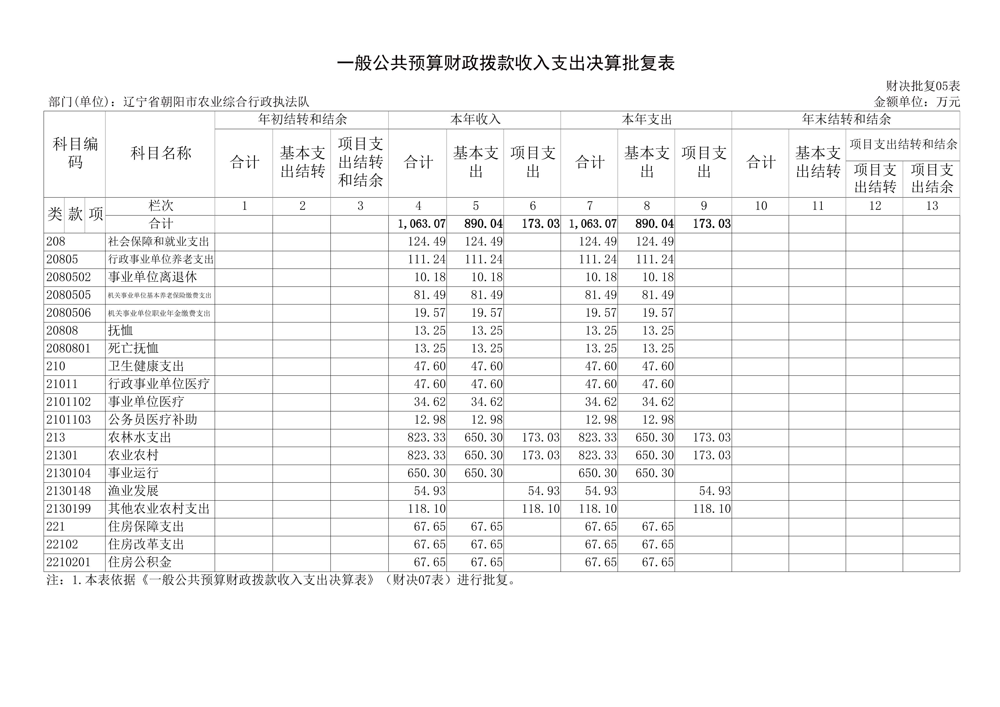 一般公共预算财政拨款收入支出决算批复表
财决批复05表
部门(单位)：辽宁省朝阳市农业综合行政执法队 金额单位：万元
科目编码 科目名称 年初结转和结余 本年收入 本年支出 年末结转和结余
合计 基本支出结转 项目支出结转和结余 合计 基本支出 项目支出 合计 基本支出 项目支出 合计 基本支出结转 项目支出结转和结余
项目支出结转 项目支出结余
类 款 项 栏次 1 2 3 4 5 6 7 8 9 10 11 12 13
合计 1,063.07 890.04 173.03 1,063.07 890.04 173.03
208 社会保障和就业支出 124.49 124.49 124.49 124.49
20805 行政事业单位养老支出 111.24 111.24 111.24 111.24
2080502 事业单位离退休 10.18 10.18 10.18 10.18
2080505 机关事业单位基本养老保险缴费支出 81.49 81.49 81.49 81.49
2080506 机关事业单位职业年金缴费支出 19.57 19.57 19.57 19.57
20808 抚恤 13.25 13.25 13.25 13.25
2080801 死亡抚恤 13.25 13.25 13.25 13.25
210 卫生健康支出 47.60 47.60 47.60 47.60
21011 行政事业单位医疗 47.60 47.60 47.60 47.60
2101102 事业单位医疗 34.62 34.62 34.62 34.62
2101103 公务员医疗补助 12.98 12.98 12.98 12.98
213 农林水支出 823.33 650.30 173.03 823.33 650.30 173.03
21301 农业农村 823.33 650.30 173.03 823.33 650.30 173.03
2130104 事业运行 650.30 650.30 650.30 650.30
2130148 渔业发展 54.93 54.93 54.93 54.93
2130199 其他农业农村支出 118.10 118.10 118.10 118.10
221 住房保障支出 67.65 67.65 67.65 67.65
22102 住房改革支出 67.65 67.65 67.65 67.65
2210201 住房公积金 67.65 67.65 67.65 67.65
注：1.本表依据《一般公共预算财政拨款收入支出决算表》（财决07表）进行批复。